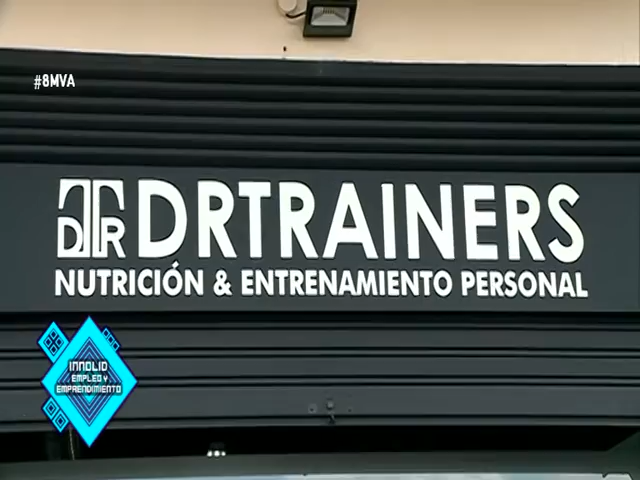 #8MVA
DTR DRTRAINERS
NUTRICIÓN & ENTRENAMIENTO PERSONAL
INNOLID
EMPLEO Y
EMPRENDIMIENTO